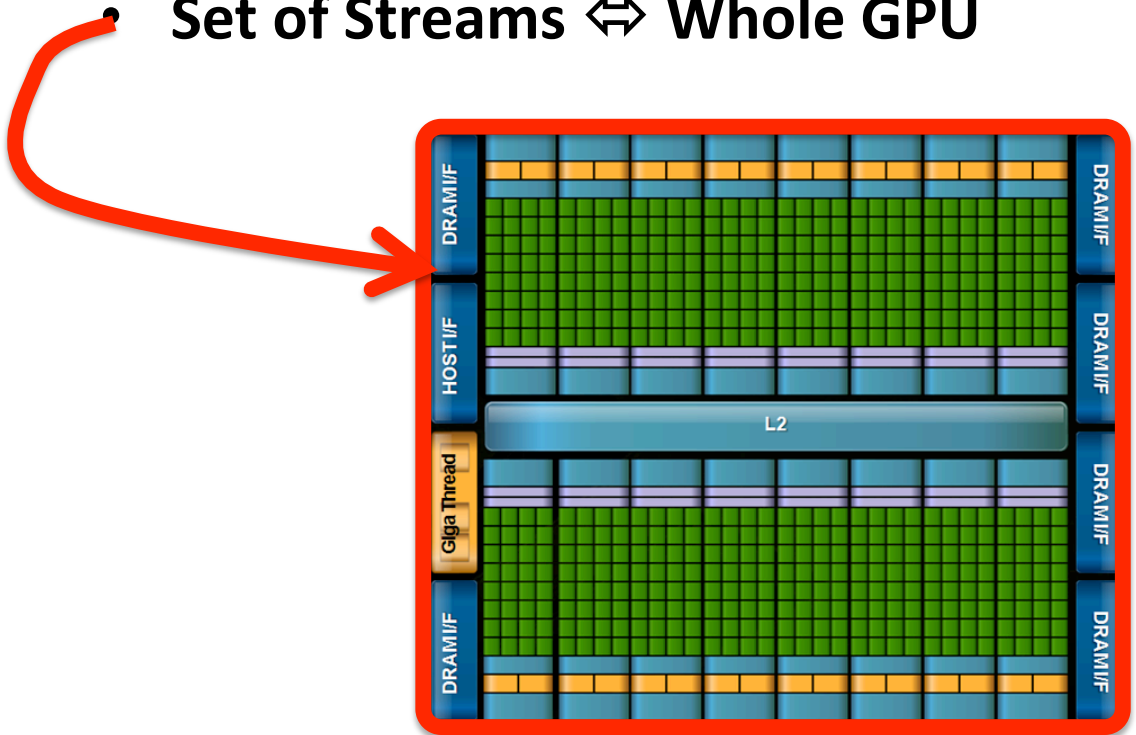 • Set of Streams ⬄ Whole GPU
DRAM I/F
HOST I/F
Giga Thread
DRAM I/F
L2
DRAM I/F
DRAM I/F
DRAM I/F
DRAM I/F